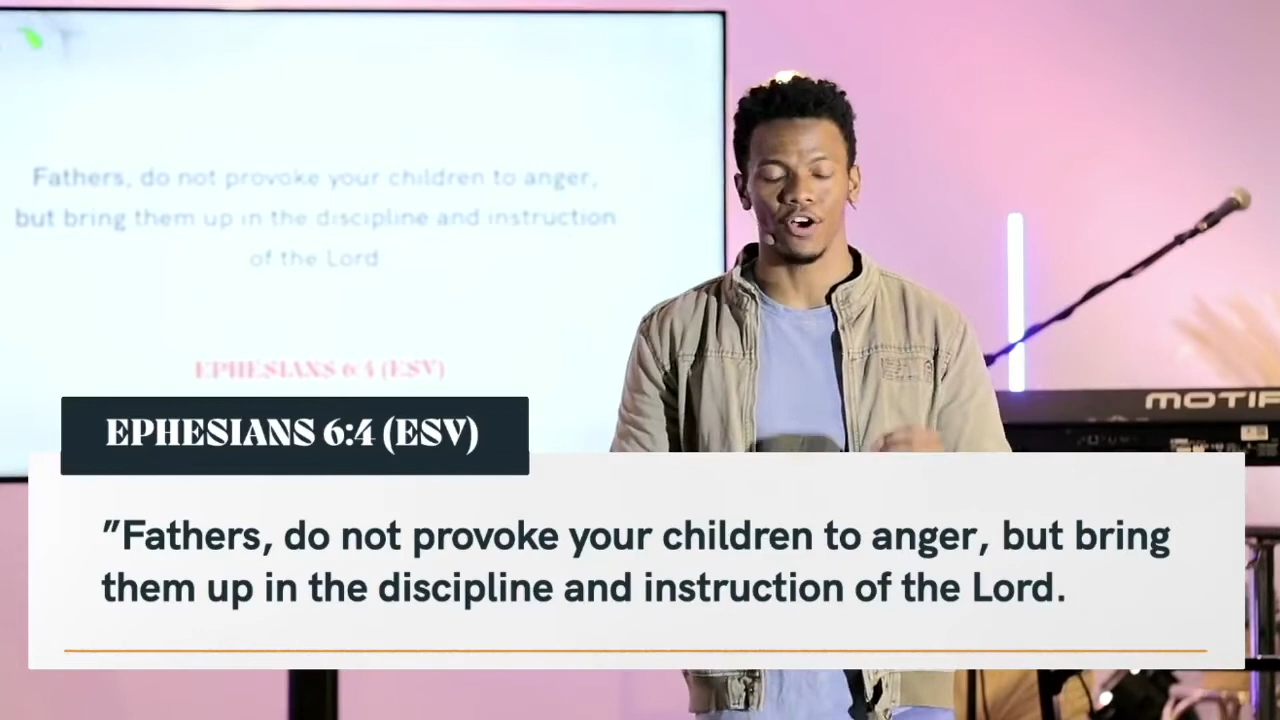 Fathers, do not provoke your children to anger,
but bring them up in the discipline and instruction
of the Lord
EPHESIANS 6:4 (ESV)
MOTIF
EPHESIANS 6:4 (ESV)
"Fathers, do not provoke your children to anger, but bring
them up in the discipline and instruction of the Lord.